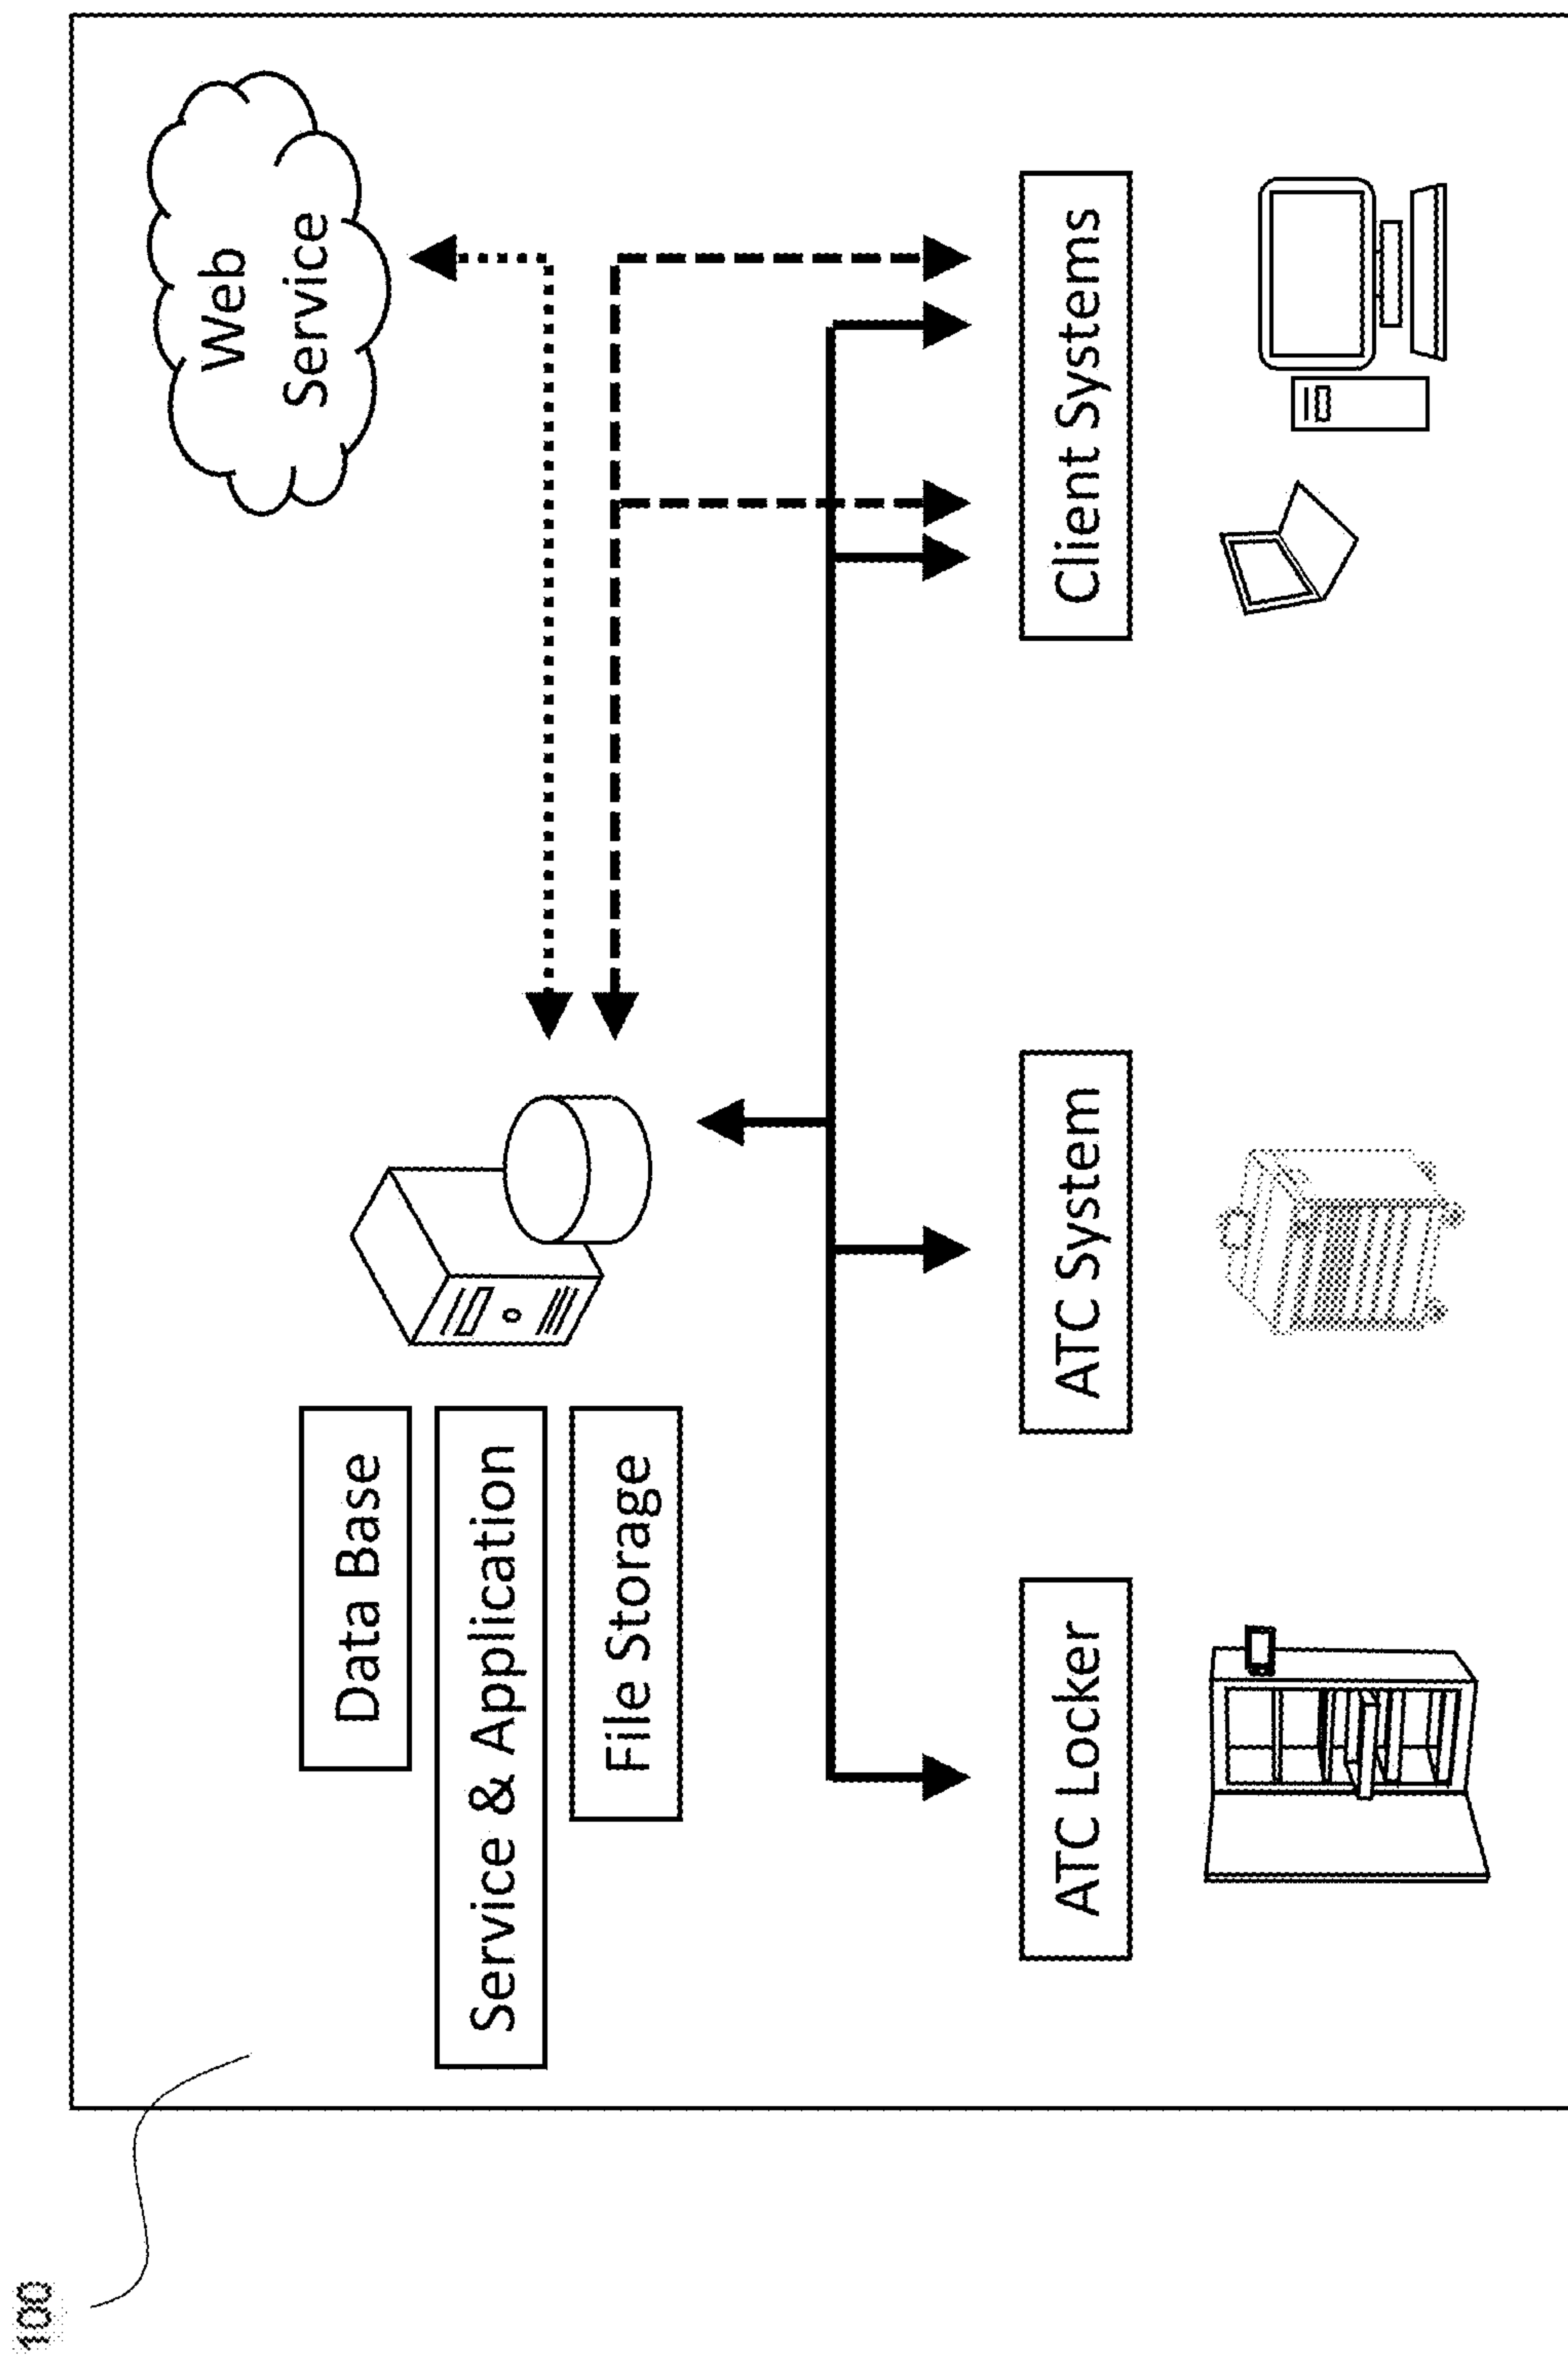 100
Data Base
Service & Application
File Storage
Web
Service
ATC Locker
ATC System
Client Systems